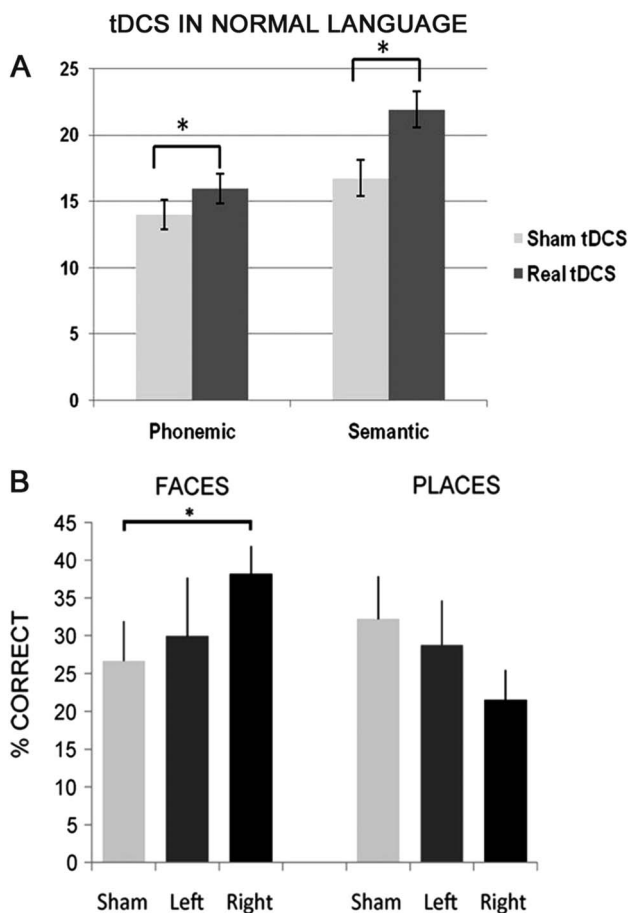 tDCS IN NORMAL LANGUAGE
A
25
20
15
10
5
0
*
*
Phonemic Semantic
Sham tDCS
Real tDCS
B
FACES PLACES
% CORRECT
45
40
35
30
25
20
15
10
5
0
*
Sham Left Right Sham Left Right